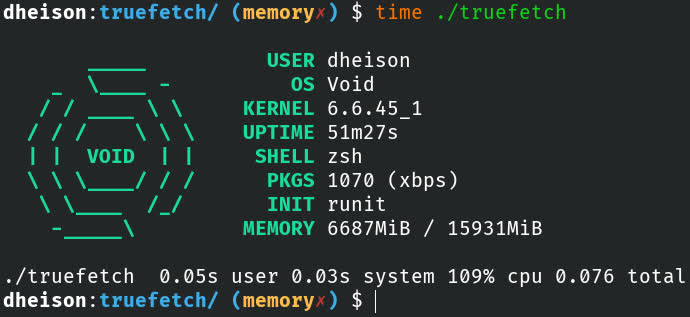 dheison:truefetch/ (memory✗) $ time ./truefetch
USER dheison
OS Void
KERNEL 6.6.45_1
UPTIME 51m27s
VOID SHELL zsh
PKGS 1070 (xbps)
INIT runit
MEMORY 6687MiB / 15931MiB
./truefetch  0.05s user 0.03s system 109% cpu 0.076 total
dheison:truefetch/ (memory✗) $